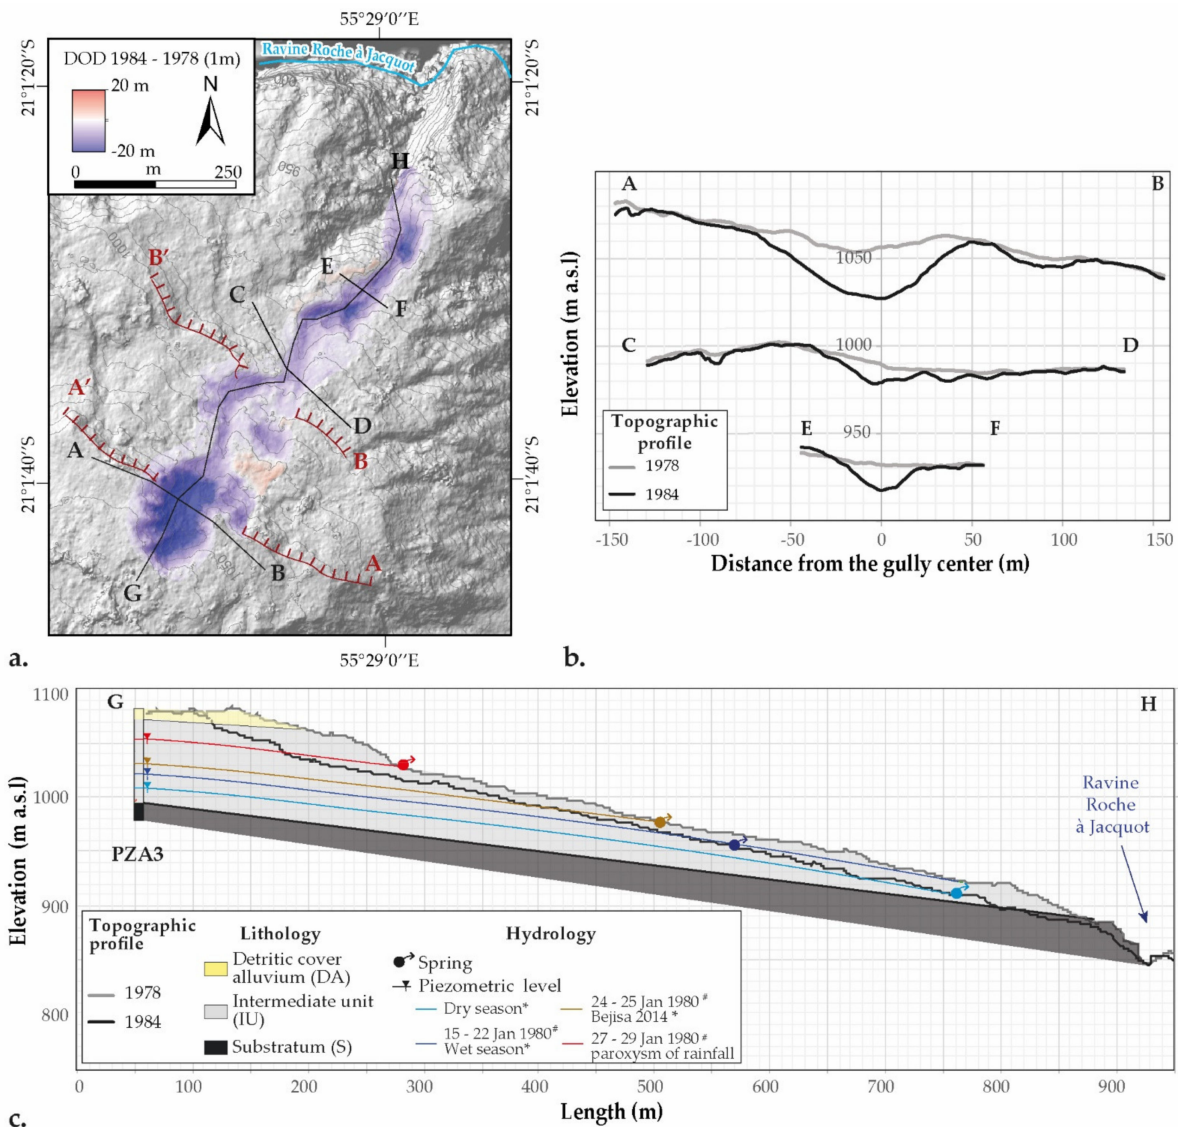 55°29'0''E
DOD 1984 - 1978 (1m)
20 m
-20 m
N
0
m
250
Ravine Roche à Jacquot
21°1'20''S
21°1'20''S
950
1000
H
B'
E
C
F
A'
A
D
B
21°1'40''S
21°1'40''S
A
B
G
1050
55°29'0''E
a.
A
B
1050
C
1000
D
E
950
F
Elevation (m a.s.l)
Topographic
profile
1978
1984
-150
-100
-50
0
50
100
150
Distance from the gully center (m)
b.
1100
1000
900
800
Elevation (m a.s.l)
G
H
PZA3
Ravine
Roche
à Jacquot
Topographic
profile
1978
1984
Lithology
Detritic cover
alluvium (DA)
Intermediate unit
(IU)
Substratum (S)
Hydrology
Spring
Piezometric level
Dry season*
15 - 22 Jan 1980#
Wet season*
24 - 25 Jan 1980#
Bejisa 2014 *
27 - 29 Jan 1980#
paroxysm of rainfall
0
100
200
300
400
500
600
700
800
900
Length (m)
c.